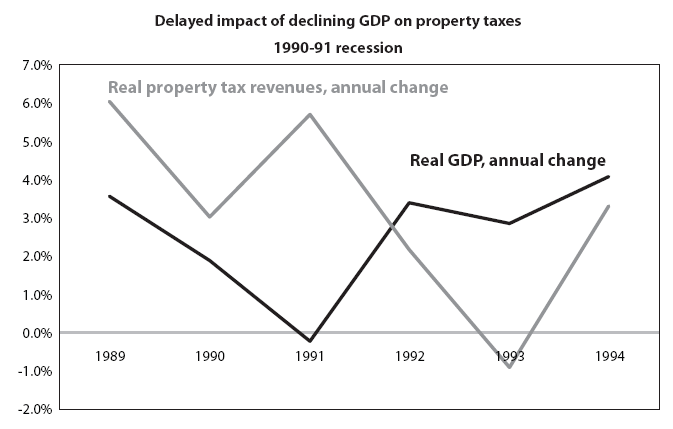 Delayed impact of declining GDP on property taxes
1990-91 recession
7.0%
Real property tax revenues, annual change
6.0%
5.0%
Real GDP, annual change
4.0%
3.0%
2.0%
1.0%
0.0%
1989 1990 1991 1992 1993 1994
-1.0%
-2.0%